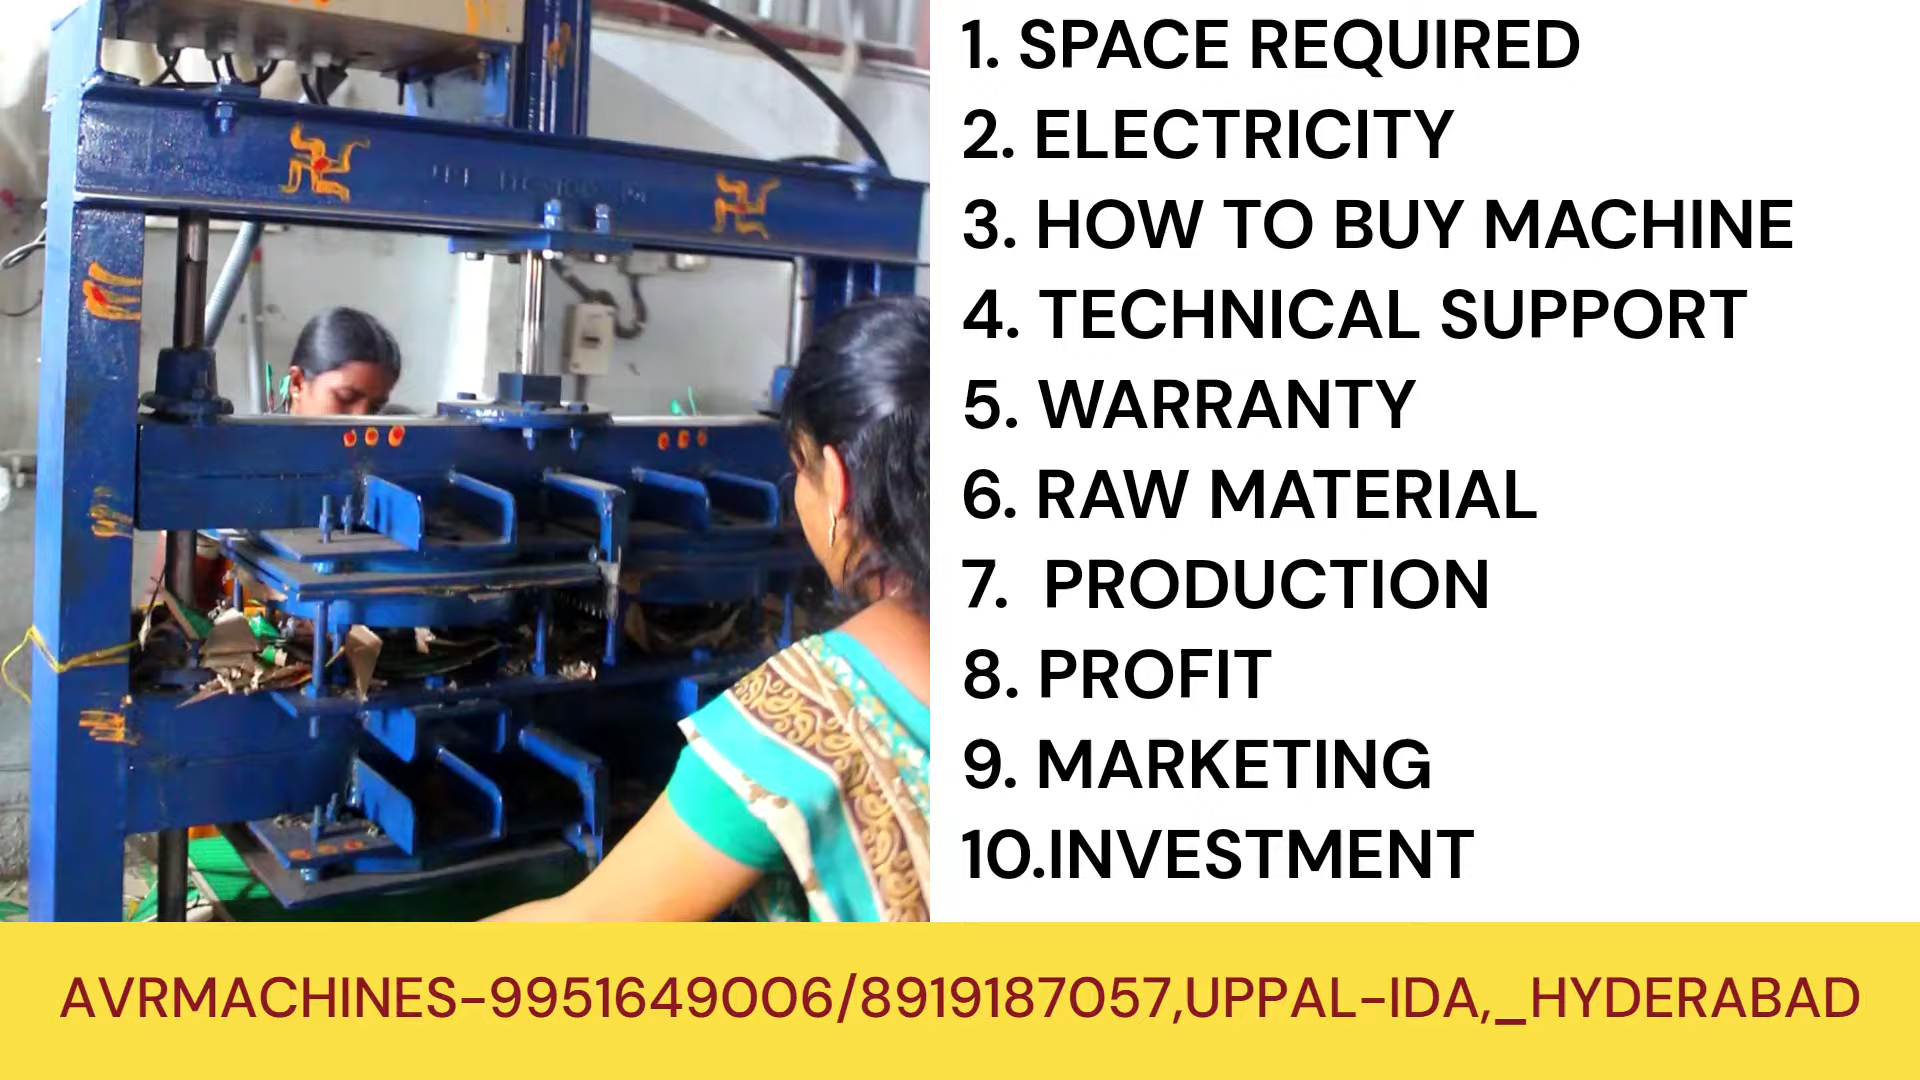 1. SPACE REQUIRED
2. ELECTRICITY
3. HOW TO BUY MACHINE
4. TECHNICAL SUPPORT
5. WARRANTY
6. RAW MATERIAL
7. PRODUCTION
8. PROFIT
9. MARKETING
10.INVESTMENT
AVRMACHINES-9951649006/8919187057,UPPAL-IDA,_HYDERABAD